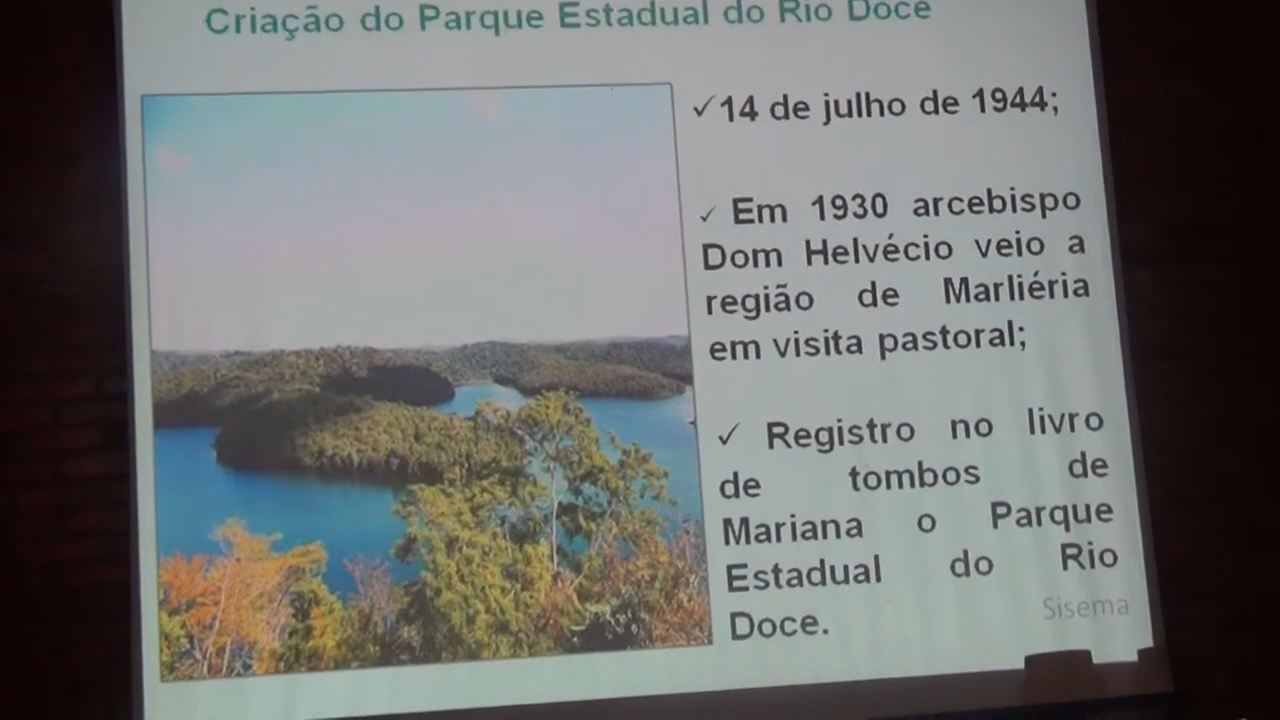 Criação do Parque Estadual do Rio Doce
✓14 de julho de 1944;
✓ Em 1930 arcebispo
Dom Helvécio veio a
região de Marliéria
em visita pastoral;
✓ Registro no livro
de tombos de
Mariana o Parque
Estadual do Rio
Doce.
Sisema